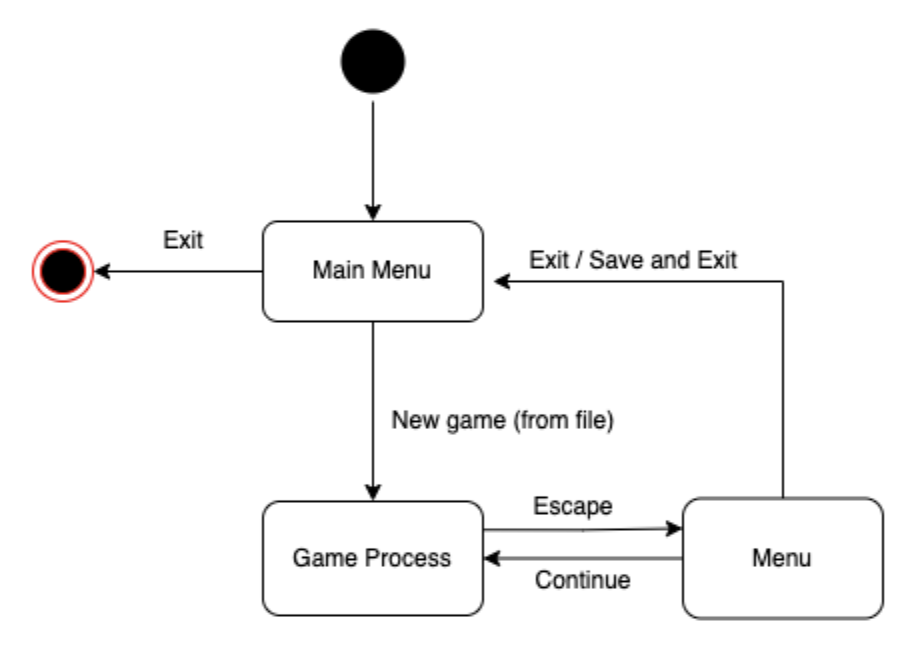 Exit
Main Menu
Exit / Save and Exit
New game (from file)
Escape
Game Process
Menu
Continue